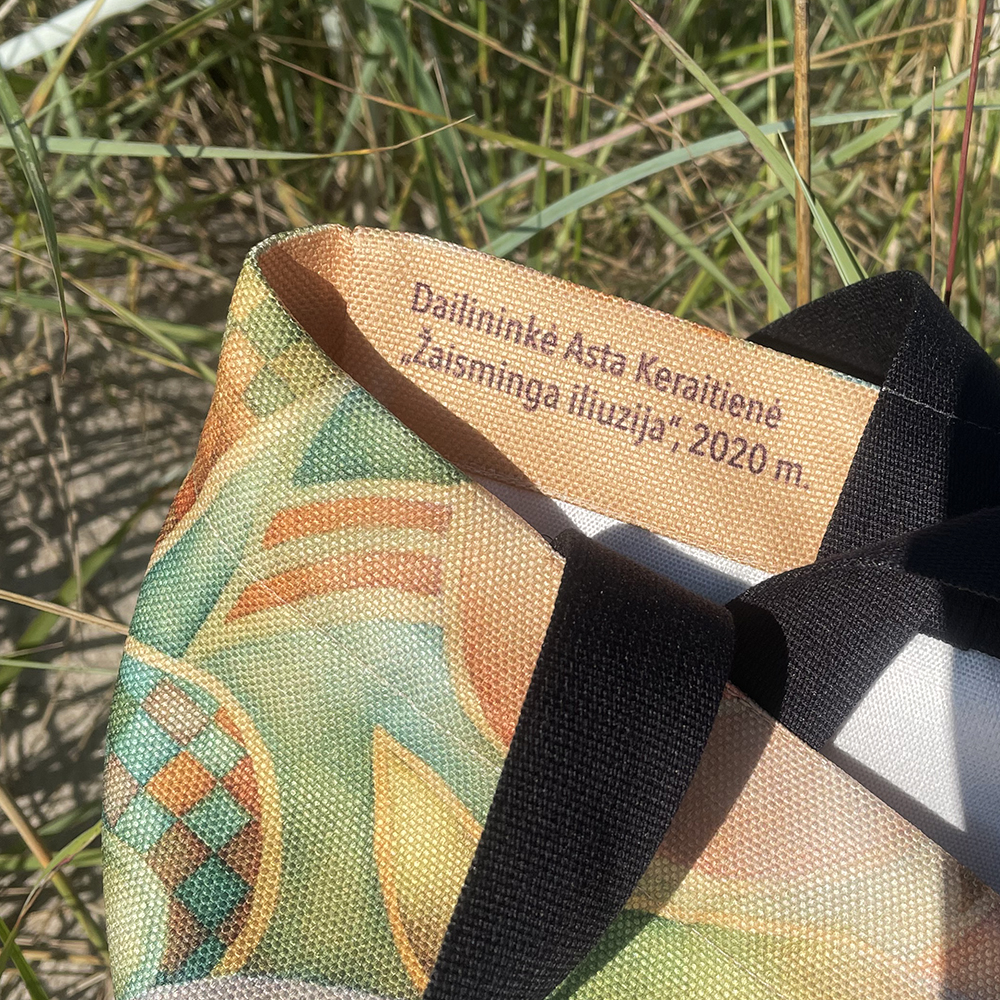 Dailininkė Asta Keraitienė
„Žaisminga iliuzija“, 2020 m.